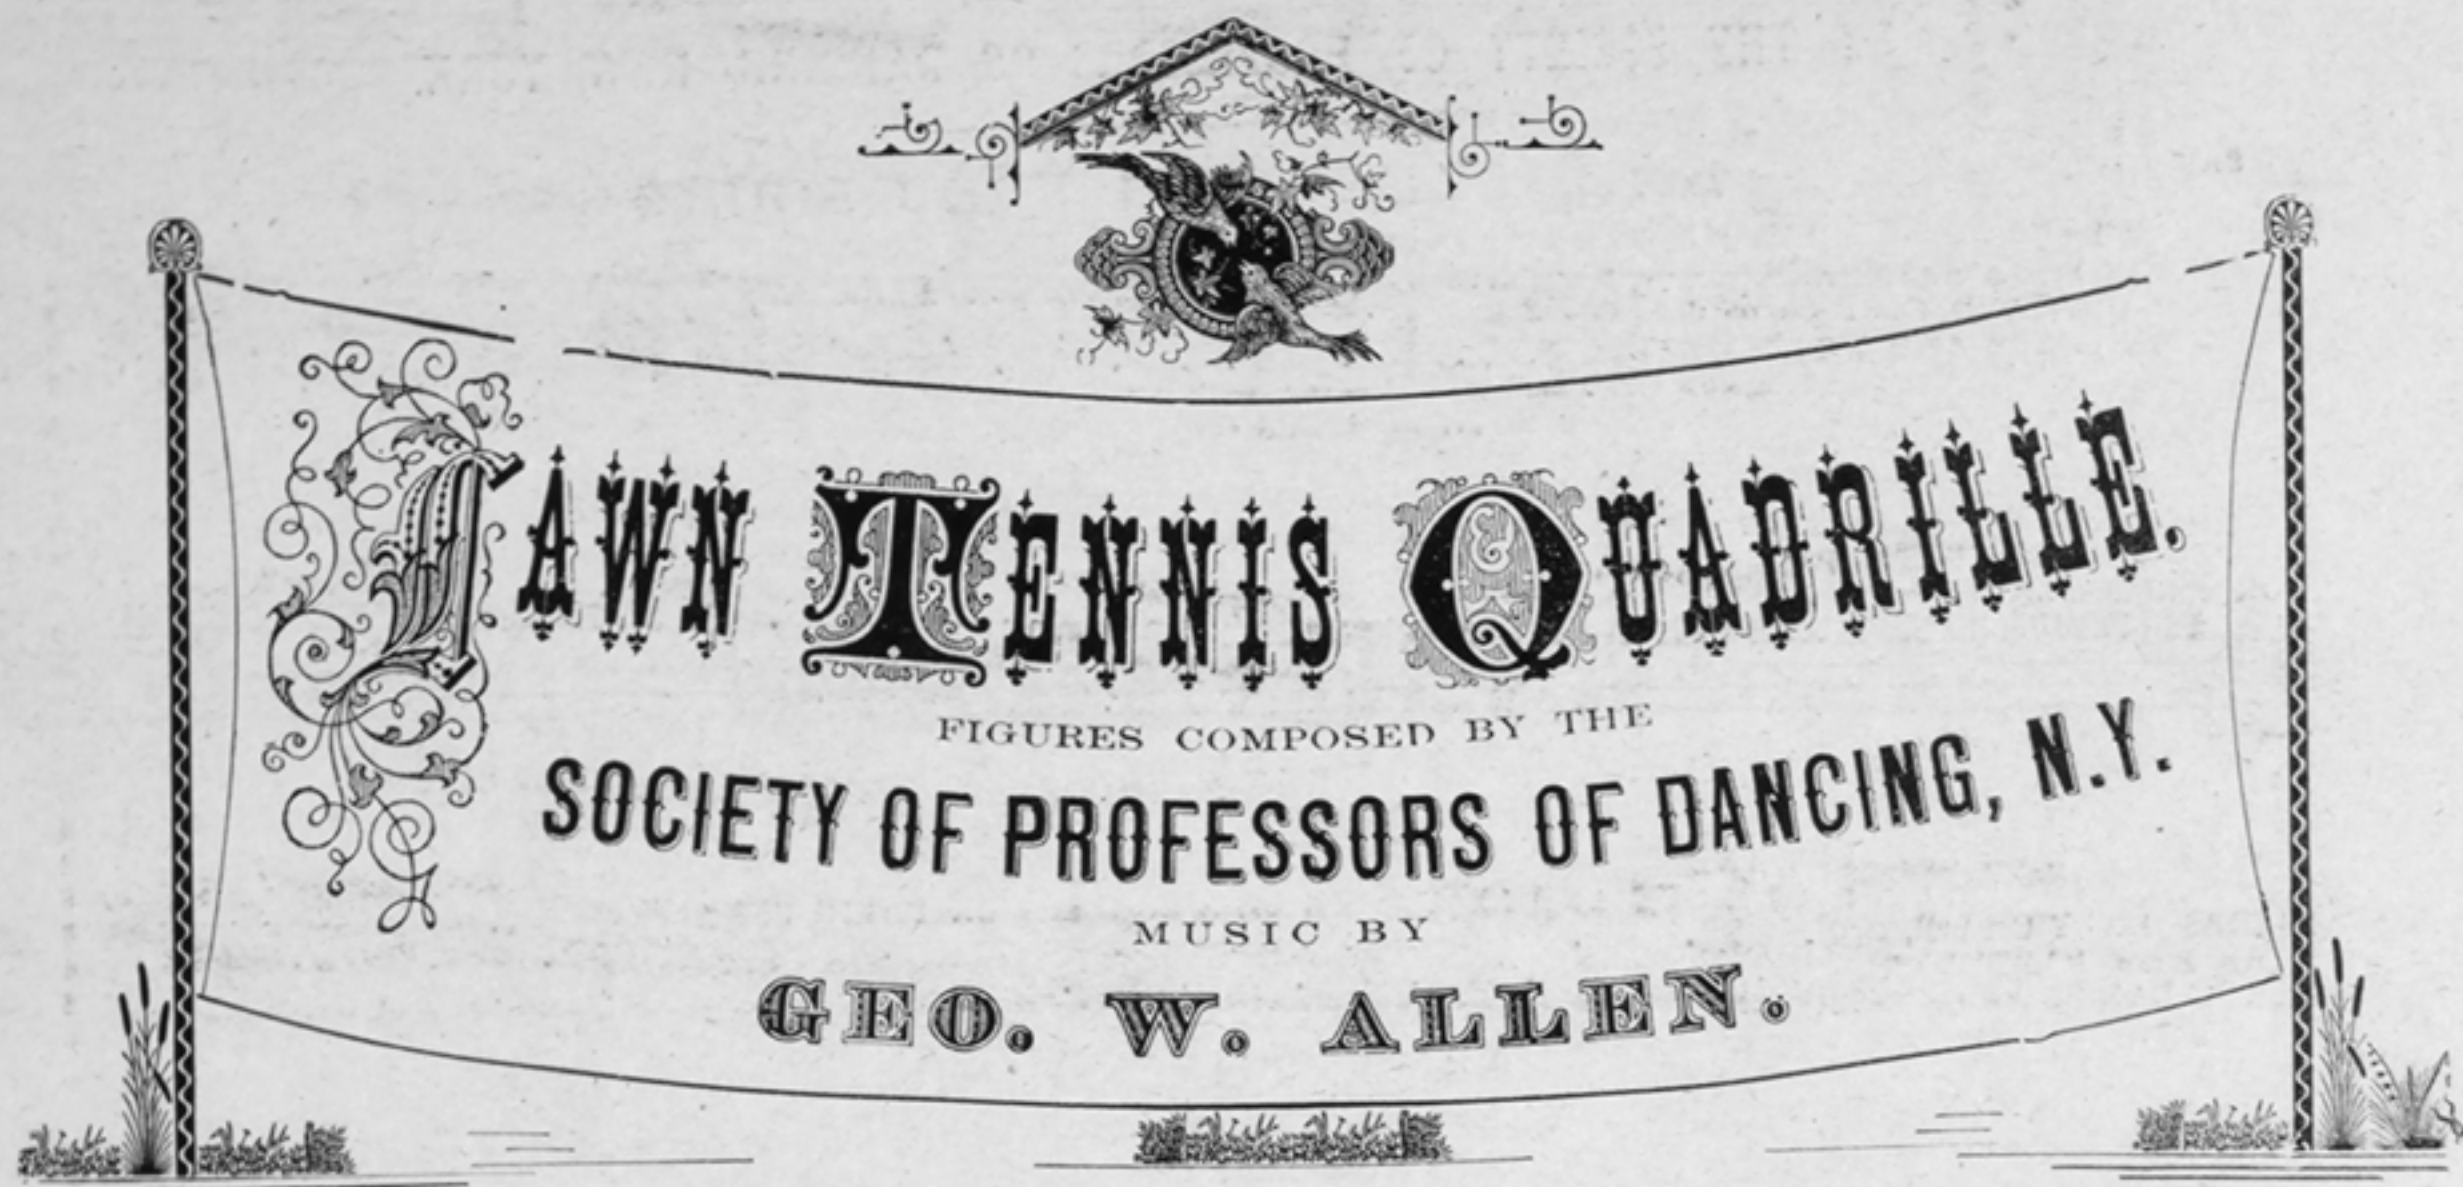 LAWN TENNIS QUADRILLE.
FIGURES COMPOSED BY THE
SOCIETY OF PROFESSORS OF DANCING, N.Y.
MUSIC BY
GEO. W. ALLEN.